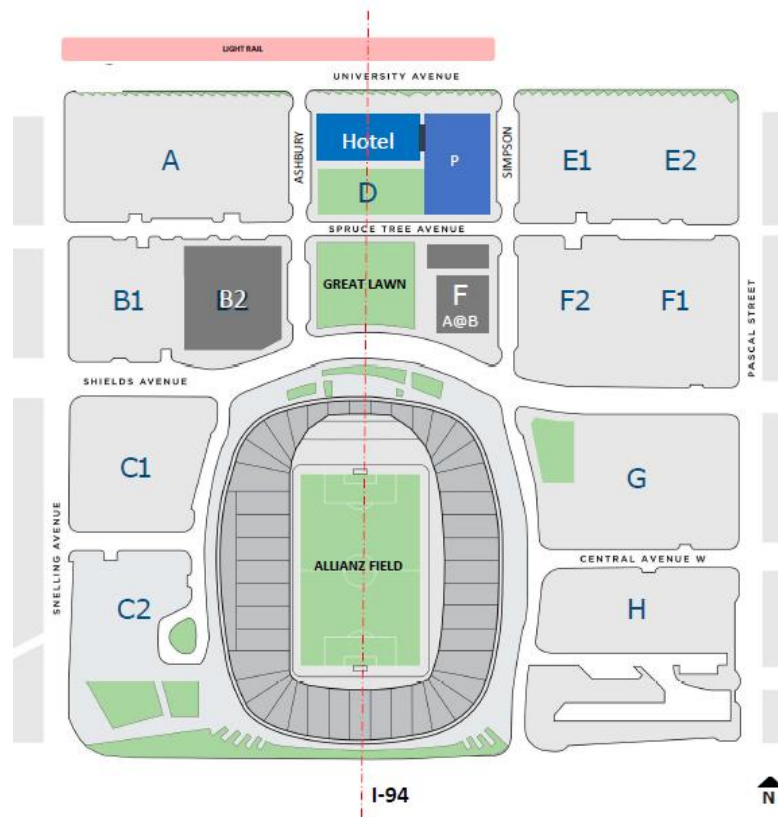 LIGHT RAIL
UNIVERSITY AVENUE
A
ASHBURY
Hotel
P
D
SIMPSON
E1
E2
SPRUCE TREE AVENUE
B1
B2
GREAT LAWN
F
A@B
F2
F1
PASCAL STREET
SHIELDS AVENUE
C1
G
SNELLING AVENUE
ALLIANZ FIELD
CENTRAL AVENUE W
C2
H
I-94
N